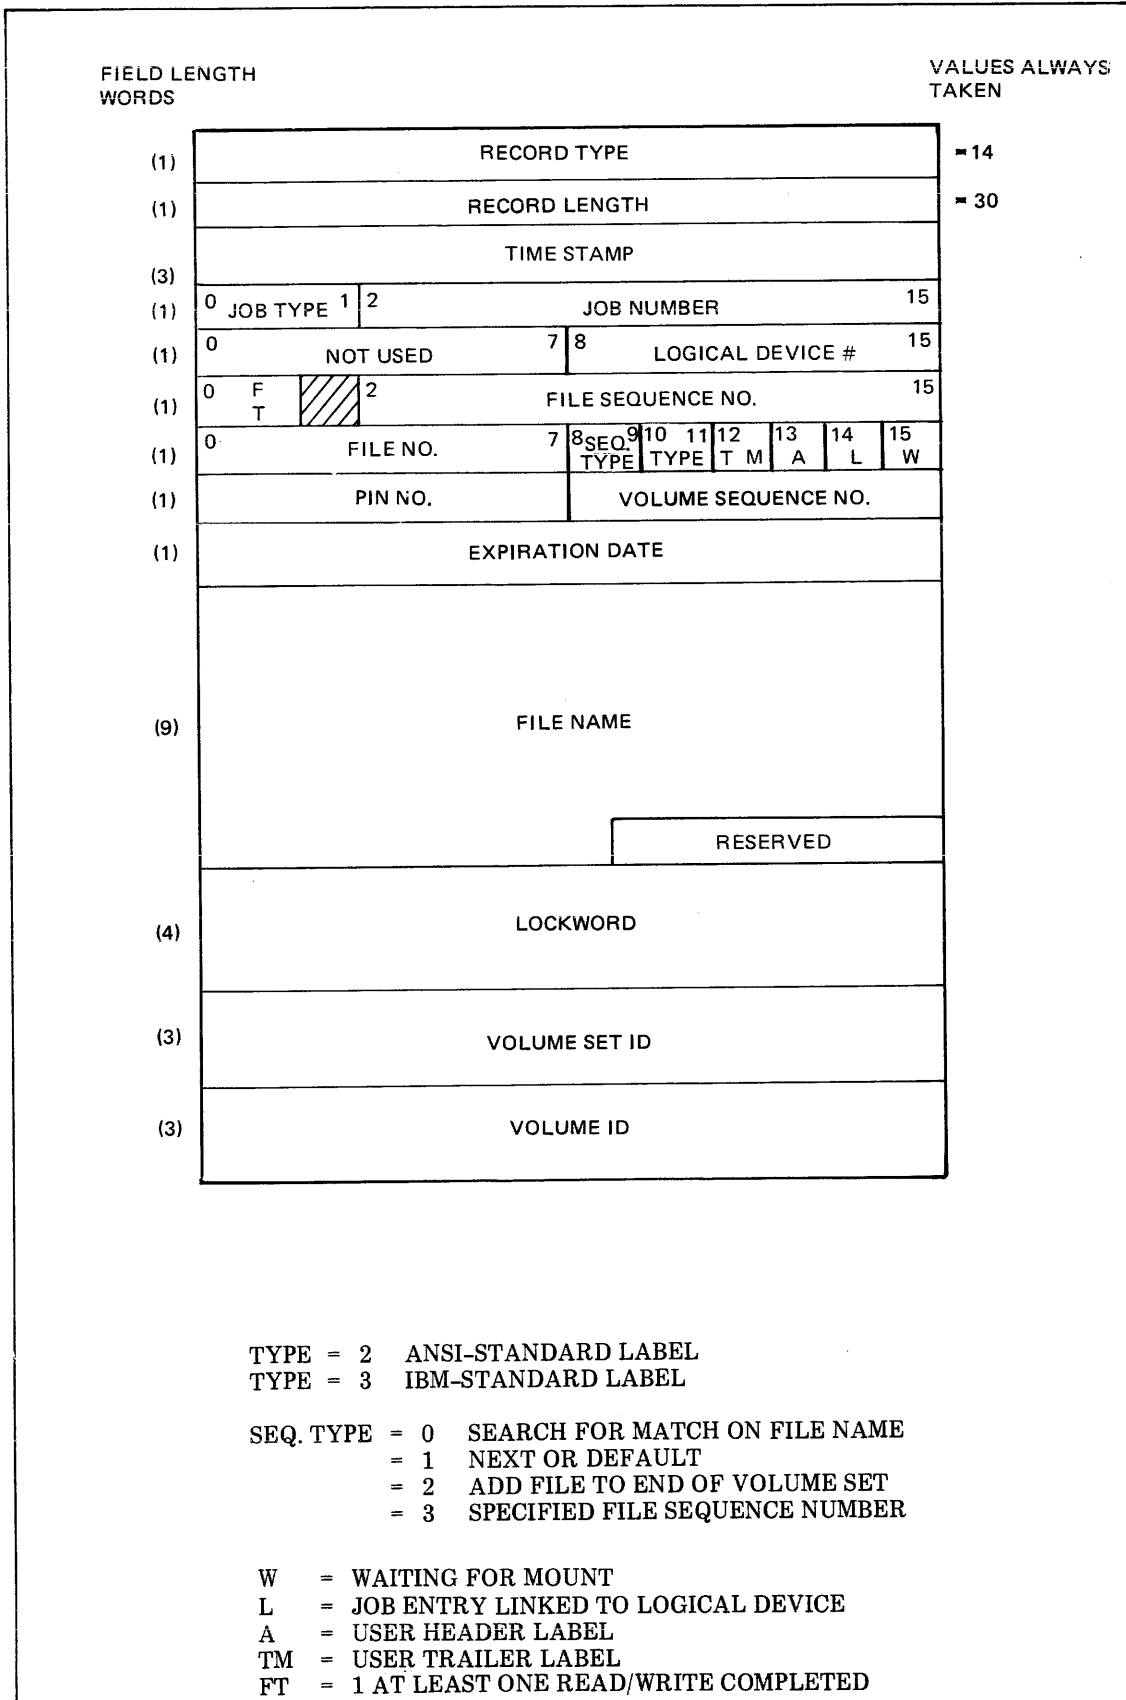 FIELD LENGTH WORDS
VALUES ALWAYS TAKEN
(1) RECORD TYPE = 14
(1) RECORD LENGTH = 30
(3) TIME STAMP
(1) 0 JOB TYPE 1 2 JOB NUMBER 15
(1) 0 NOT USED 7 8 LOGICAL DEVICE # 15
(1) 0 F T 2 FILE SEQUENCE NO. 15
(1) 0 FILE NO. 7 8 SEQ. TYPE 9 10 TYPE 11 12 T M 13 A 14 L 15 W
(1) PIN NO. VOLUME SEQUENCE NO.
(1) EXPIRATION DATE
(9) FILE NAME
RESERVED
(4) LOCKWORD
(3) VOLUME SET ID
(3) VOLUME ID
TYPE = 2 ANSI-STANDARD LABEL
TYPE = 3 IBM-STANDARD LABEL
SEQ. TYPE = 0 SEARCH FOR MATCH ON FILE NAME
= 1 NEXT OR DEFAULT
= 2 ADD FILE TO END OF VOLUME SET
= 3 SPECIFIED FILE SEQUENCE NUMBER
W = WAITING FOR MOUNT
L = JOB ENTRY LINKED TO LOGICAL DEVICE
A = USER HEADER LABEL
TM = USER TRAILER LABEL
FT = 1 AT LEAST ONE READ/WRITE COMPLETED